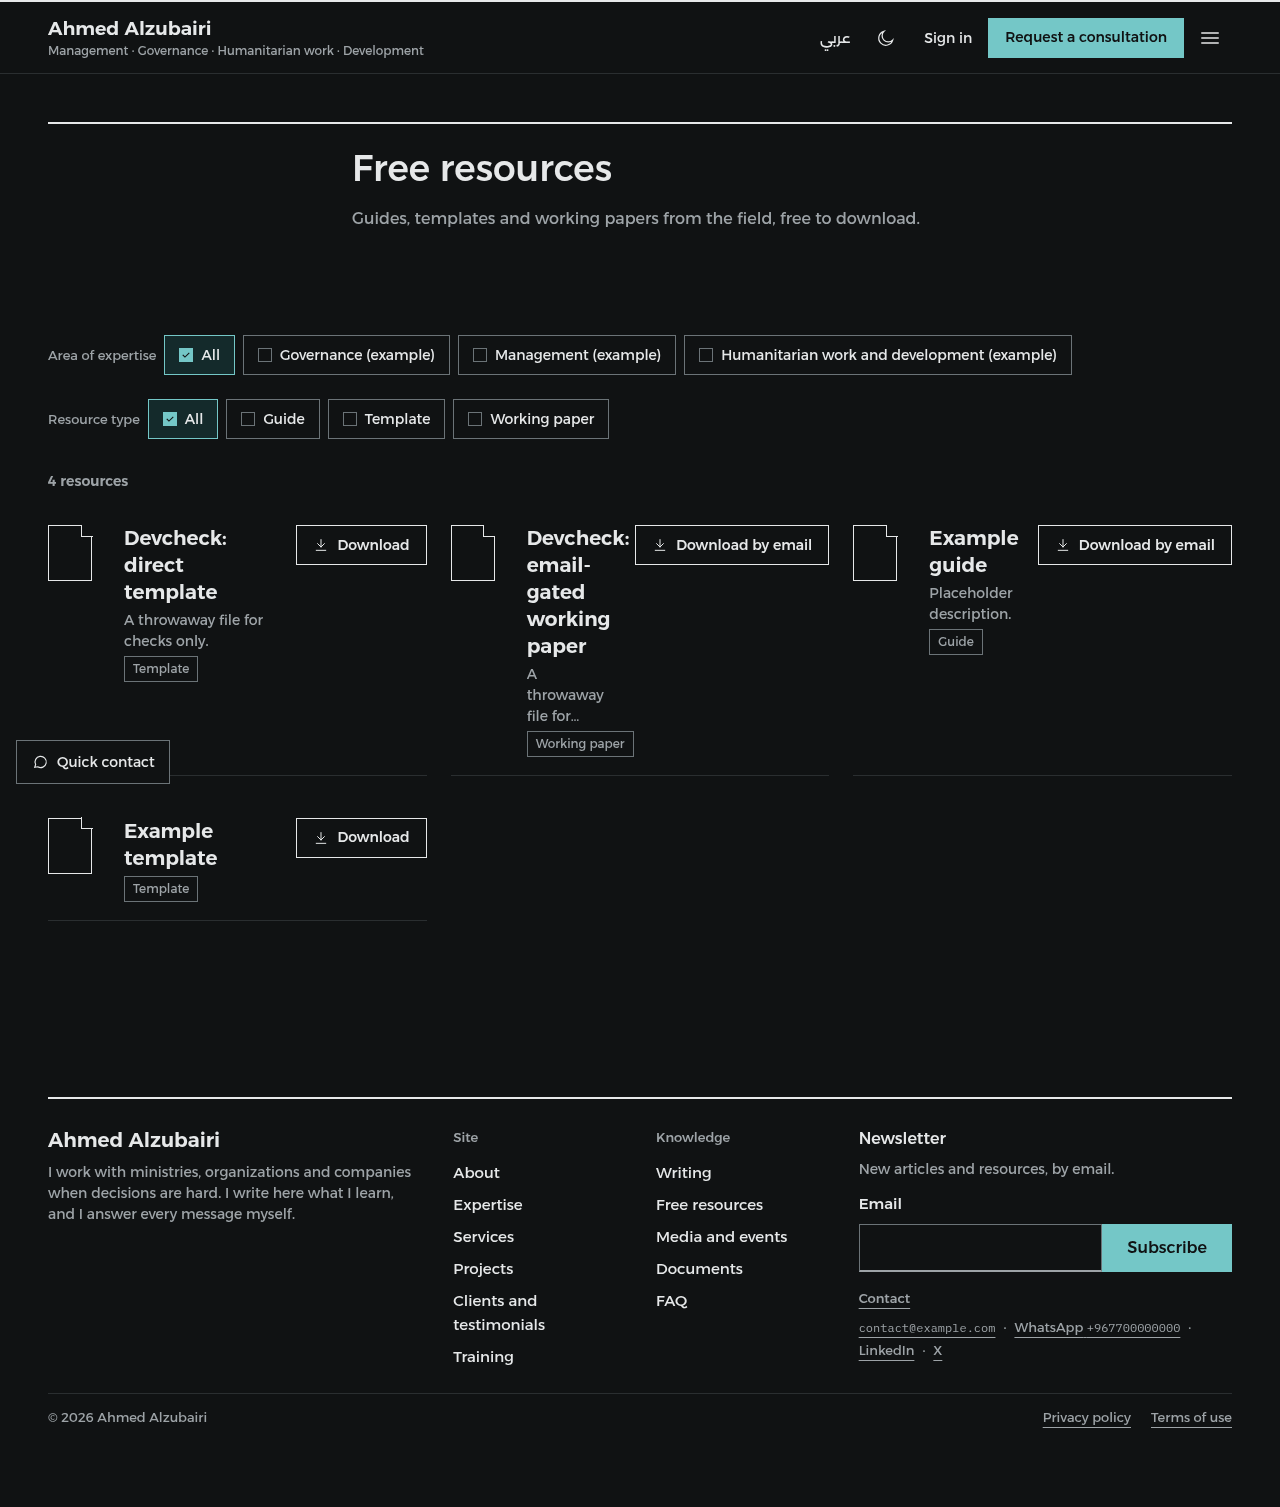 Ahmed Alzubairi
Management · Governance · Humanitarian work · Development
عربي
Sign in
Request a consultation
Free resources
Guides, templates and working papers from the field, free to download.
Area of expertise
All
Governance (example)
Management (example)
Humanitarian work and development (example)
Resource type
All
Guide
Template
Working paper
4 resources
Devcheck:
direct
template
A throwaway file for
checks only.
Template
Download
Devcheck:
email-
gated
working
paper
A
throwaway
file for...
Working paper
Download by email
Example
guide
Placeholder
description.
Guide
Download by email
Quick contact
Example
template
Template
Download
Ahmed Alzubairi
I work with ministries, organizations and companies
when decisions are hard. I write here what I learn,
and I answer every message myself.
Site
About
Expertise
Services
Projects
Clients and
testimonials
Training
Knowledge
Writing
Free resources
Media and events
Documents
FAQ
Newsletter
New articles and resources, by email.
Email
Subscribe
Contact
contact@example.com · WhatsApp +967700000000 ·
LinkedIn · X
© 2026 Ahmed Alzubairi
Privacy policy
Terms of use